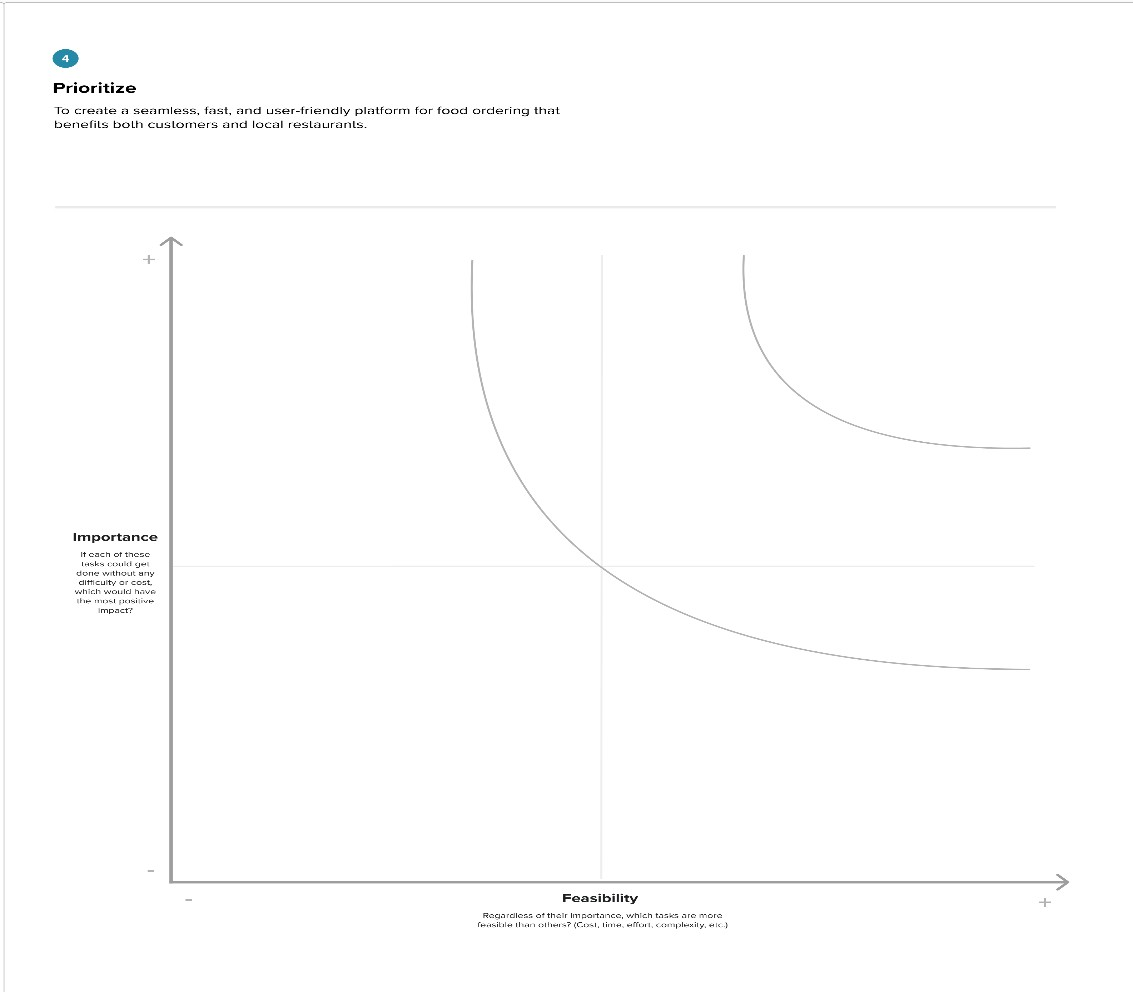 4
Prioritize
To create a seamless, fast, and user-friendly platform for food ordering that
benefits both customers and local restaurants.
+
Importance
If each of these
tasks could get
done without any
difficulty or cost,
which would have
the most positive
impact?
-
-
Feasibility
+
Regardless of their importance, which tasks are more
feasible than others? (Cost, time, effort, complexity, etc.)